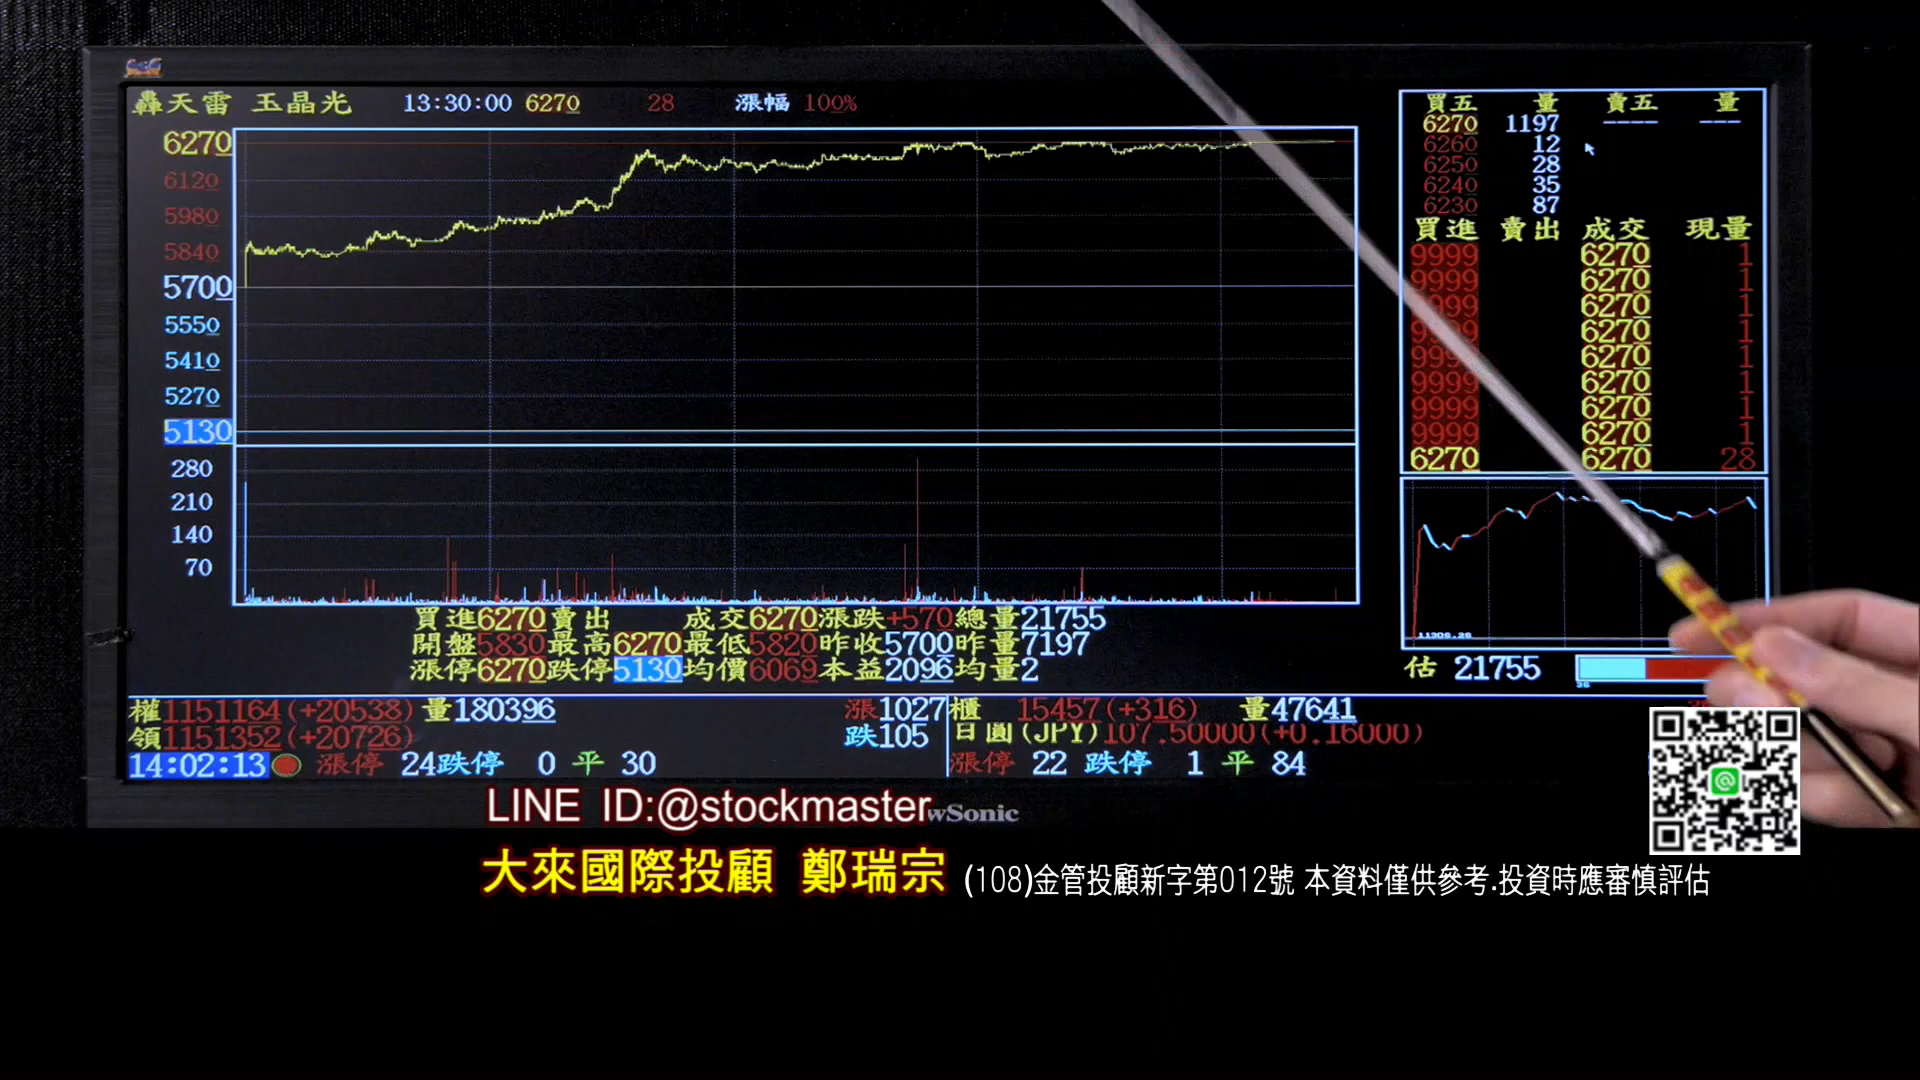 轟天雷 玉晶光 13:30:00 6270 28 漲幅 100%
6270
6120
5980
5840
5700
5550
5410
5270
5130
280
210
140
70
買五 量 賣五 量
6270 1197 ---- ---
6260 12
6250 28
6240 35
6230 87
買進 賣出 成交 現量
9999 6270 1
9999 6270 1
9999 6270 1
9999 6270 1
9999 6270 1
9999 6270 1
9999 6270 1
9999 6270 1
6270 6270 28
11306.26
估 21755
36
買進6270賣出 成交6270漲跌+570總量21755
開盤5830最高6270最低5820昨收5700昨量7197
漲停6270跌停5130均價6069本益2096均量2
權1151164(+20538) 量180396 漲1027
領1151352(+20726) 跌105
14:02:13 漲停 24跌停 0 平 30
櫃 15457(+316) 量47641
日圓(JPY)107.50000(+0.16000)
漲停 22 跌停 1 平 84
LINE ID:@stockmaster
wSonic
大來國際投顧 鄭瑞宗 (108)金管投顧新字第012號 本資料僅供參考.投資時應審慎評估